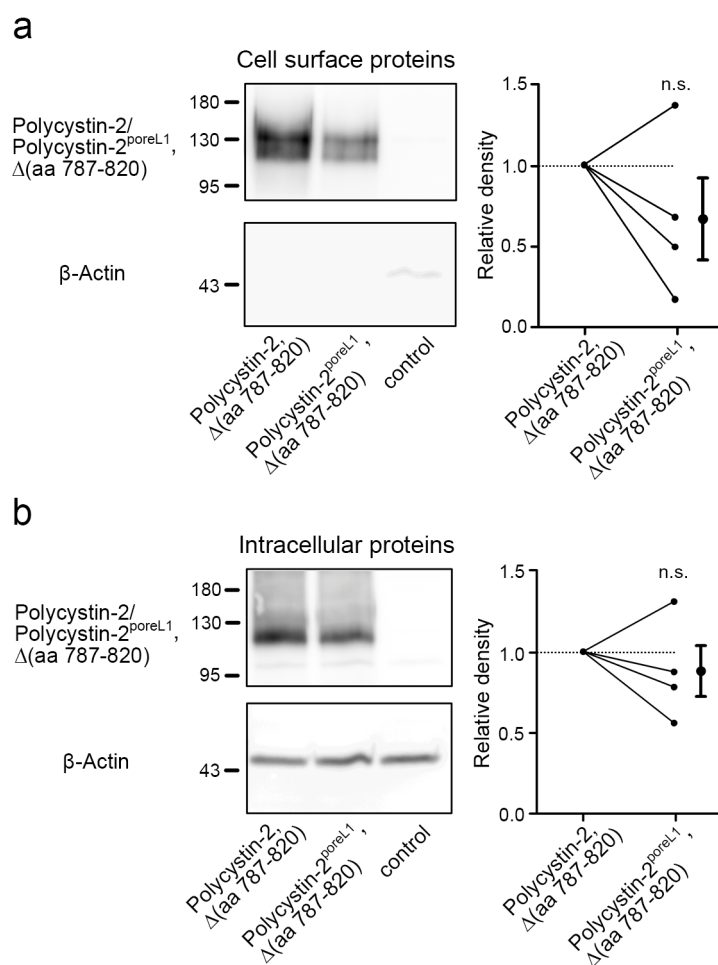 a
Cell surface proteins
Polycystin-2/
Polycystin-2poreL1,
Δ(aa 787-820)
180
130
95
β-Actin
43
Polycystin-2,
Δ(aa 787-820)
Polycystin-2poreL1,
Δ(aa 787-820)
control
Relative density
1.5
1.0
0.5
0.0
n.s.
Polycystin-2,
Δ(aa 787-820)
Polycystin-2poreL1,
Δ(aa 787-820)
b
Intracellular proteins
Polycystin-2/
Polycystin-2poreL1,
Δ(aa 787-820)
180
130
95
β-Actin
43
Polycystin-2,
Δ(aa 787-820)
Polycystin-2poreL1,
Δ(aa 787-820)
control
Relative density
1.5
1.0
0.5
0.0
n.s.
Polycystin-2,
Δ(aa 787-820)
Polycystin-2poreL1,
Δ(aa 787-820)